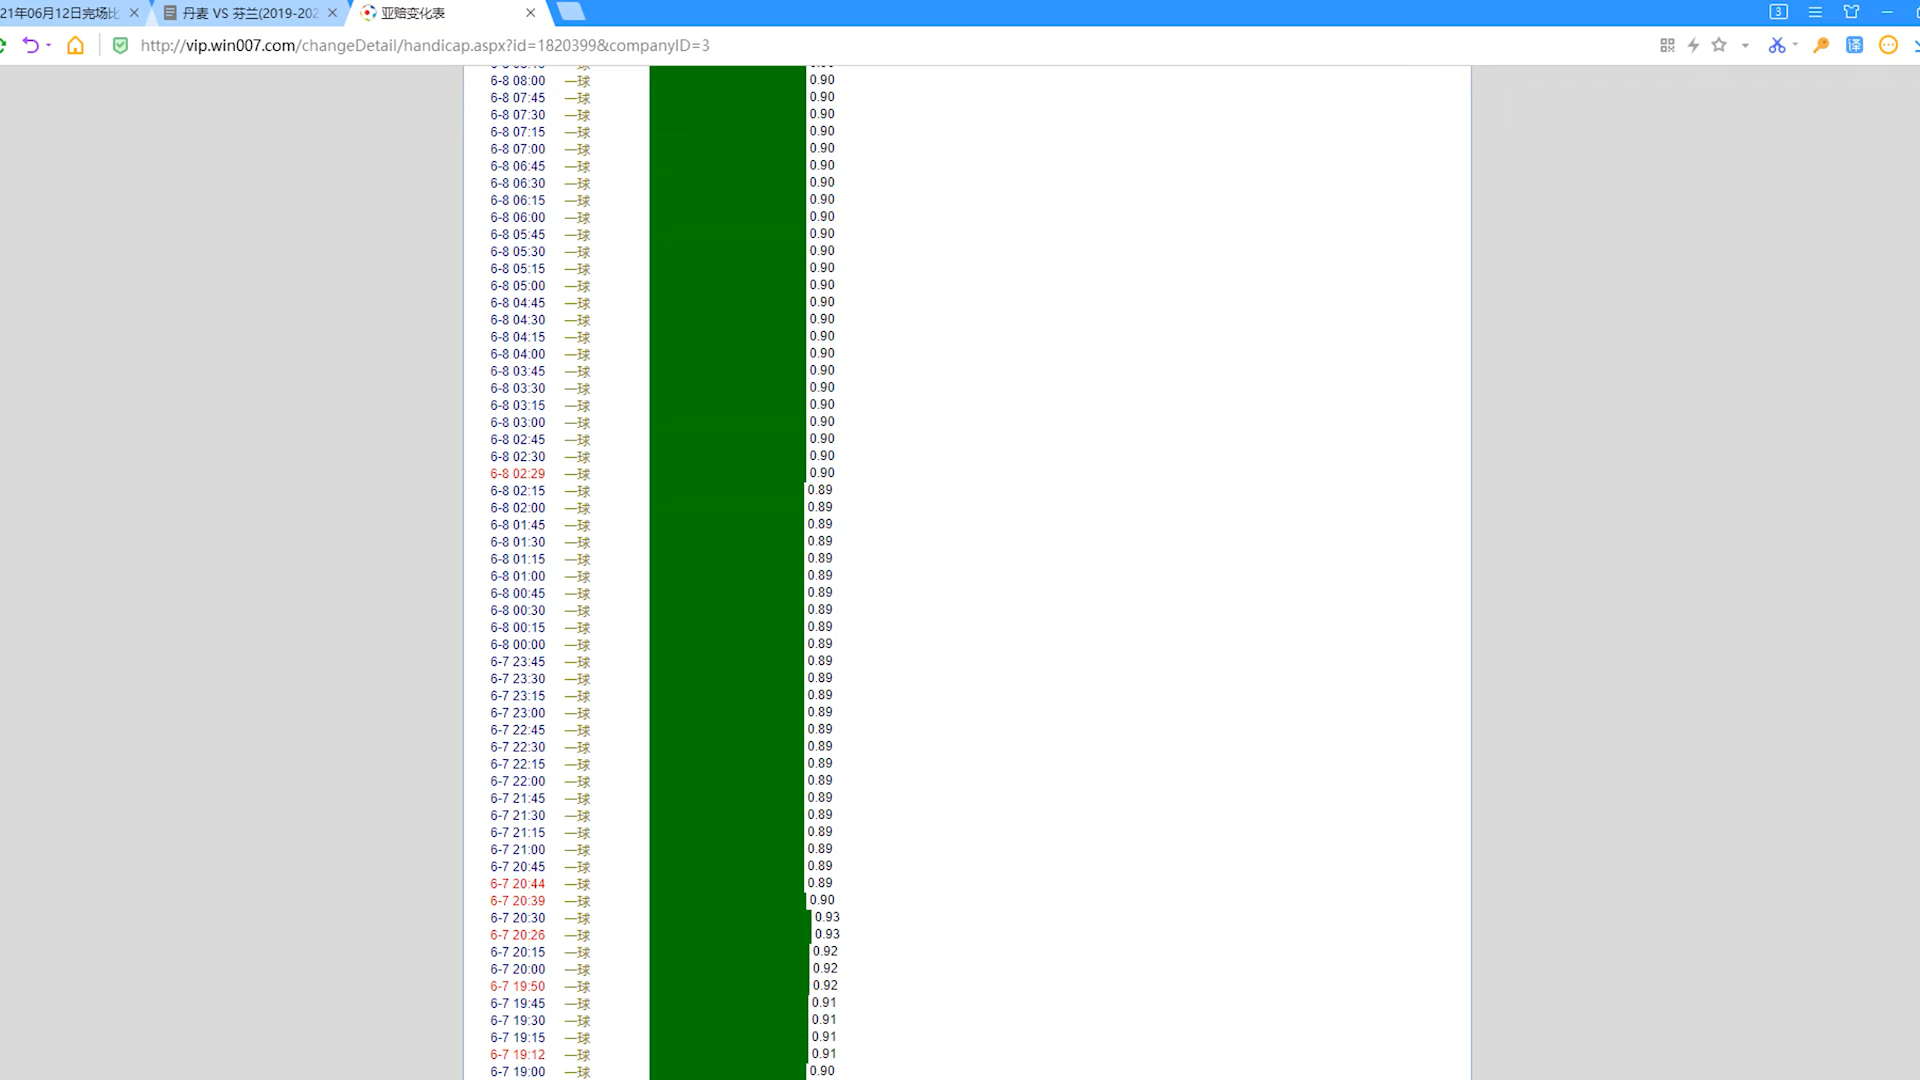 21年06月12日完场比
丹麦 VS 芬兰(2019-202
亚赔变化表
3
http://vip.win007.com/changeDetail/handicap.aspx?id=1820399&companyID=3
译
6-8 08:00 一球 0.90
6-8 07:45 一球 0.90
6-8 07:30 一球 0.90
6-8 07:15 一球 0.90
6-8 07:00 一球 0.90
6-8 06:45 一球 0.90
6-8 06:30 一球 0.90
6-8 06:15 一球 0.90
6-8 06:00 一球 0.90
6-8 05:45 一球 0.90
6-8 05:30 一球 0.90
6-8 05:15 一球 0.90
6-8 05:00 一球 0.90
6-8 04:45 一球 0.90
6-8 04:30 一球 0.90
6-8 04:15 一球 0.90
6-8 04:00 一球 0.90
6-8 03:45 一球 0.90
6-8 03:30 一球 0.90
6-8 03:15 一球 0.90
6-8 03:00 一球 0.90
6-8 02:45 一球 0.90
6-8 02:30 一球 0.90
6-8 02:29 一球 0.90
6-8 02:15 一球 0.89
6-8 02:00 一球 0.89
6-8 01:45 一球 0.89
6-8 01:30 一球 0.89
6-8 01:15 一球 0.89
6-8 01:00 一球 0.89
6-8 00:45 一球 0.89
6-8 00:30 一球 0.89
6-8 00:15 一球 0.89
6-8 00:00 一球 0.89
6-7 23:45 一球 0.89
6-7 23:30 一球 0.89
6-7 23:15 一球 0.89
6-7 23:00 一球 0.89
6-7 22:45 一球 0.89
6-7 22:30 一球 0.89
6-7 22:15 一球 0.89
6-7 22:00 一球 0.89
6-7 21:45 一球 0.89
6-7 21:30 一球 0.89
6-7 21:15 一球 0.89
6-7 21:00 一球 0.89
6-7 20:45 一球 0.89
6-7 20:44 一球 0.89
6-7 20:39 一球 0.90
6-7 20:30 一球 0.93
6-7 20:26 一球 0.93
6-7 20:15 一球 0.92
6-7 20:00 一球 0.92
6-7 19:50 一球 0.92
6-7 19:45 一球 0.91
6-7 19:30 一球 0.91
6-7 19:15 一球 0.91
6-7 19:12 一球 0.91
6-7 19:00 一球 0.90